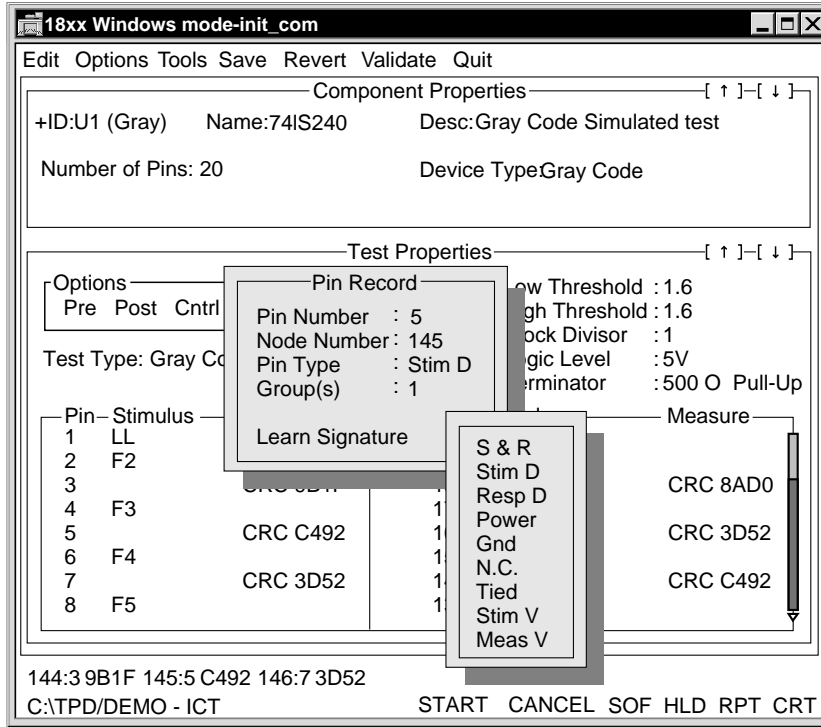 18xx Windows mode-init_com
Edit Options Tools Save Revert Validate Quit
Component Properties [ ↑ ]–[ ↓ ]
+ID:U1 (Gray) Name:74lS240 Desc:Gray Code Simulated test
Number of Pins: 20 Device Type:Gray Code
Test Properties [ ↑ ]–[ ↓ ]
Options
Pre Post Cntrl
Test Type: Gray
Threshold :1.6
Threshold :1.6
Divisor :1
Level :5V
:500 O Pull-Up
Pin Record
Pin Number : 5
Node Number : 145
Pin Type : Stim D
Group(s) : 1
Learn Signature
S & R
Stim D
Resp D
Power
Gnd
N.C.
Tied
Stim V
Meas V
Pin Stimulus Measure
1 LL
2 F2
3 CRC 8AD0
4 F3
5 CRC C492 CRC 3D52
6 F4
7 CRC 3D52 CRC C492
8 F5
144:3 9B1F 145:5 C492 146:7 3D52
C:\TPD/DEMO - ICT START CANCEL SOF HLD RPT CRT